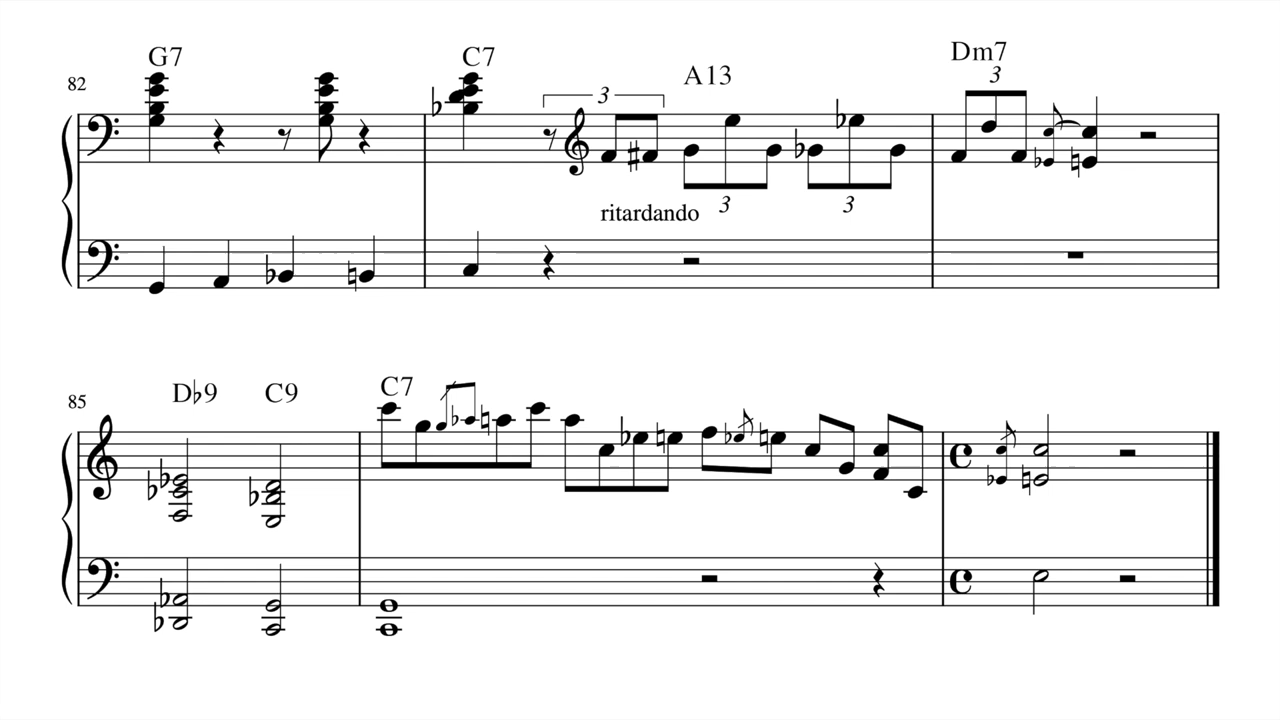 G7 C7 A13 Dm7
82
3 3
3 3
ritardando
D♭9 C9 C7
85